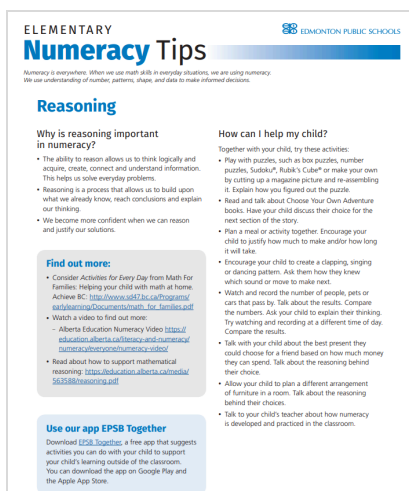 ELEMENTARY
Numeracy Tips
EDMONTON PUBLIC SCHOOLS
Numeracy is everywhere. When we use math skills in everyday situations, we are using numeracy.
We use understanding of number, patterns, shape, and data to make informed decisions.
Reasoning
Why is reasoning important
in numeracy?
• The ability to reason allows us to think logically and
acquire, create, connect and understand information.
This helps us solve everyday problems.
• Reasoning is a process that allows us to build upon
what we already know, reach conclusions and explain
our thinking.
• We become more confident when we can reason
and justify our solutions.
Find out more:
• Consider Activities for Every Day from Math For
Families: Helping your child with math at home.
Achieve BC: http://www.sd47.bc.ca/Programs/
earlylearning/Documents/math_for_families.pdf
• Watch a video to find out more:
– Alberta Education Numeracy Video https://
education.alberta.ca/literacy-and-numeracy/
numeracy/everyone/numeracy-video/
• Read about how to support mathematical
reasoning: https://education.alberta.ca/media/
563588/reasoning.pdf
Use our app EPSB Together
Download EPSB Together, a free app that suggests
activities you can do with your child to support
your child's learning outside of the classroom.
You can download the app on Google Play and
the Apple App Store.
How can I help my child?
Together with your child, try these activities:
• Play with puzzles, such as box puzzles, number
puzzles, Sudoku®, Rubik's Cube® or make your own
by cutting up a magazine picture and re-assembling
it. Explain how you figured out the puzzle.
• Read and talk about Choose Your Own Adventure
books. Have your child discuss their choice for the
next section of the story.
• Plan a meal or activity together. Encourage your
child to justify how much to make and/or how long
it will take.
• Encourage your child to create a clapping, singing
or dancing pattern. Ask them how they knew
which sound or move to make next.
• Watch and record the number of people, pets or
cars that pass by. Talk about the results. Compare
the numbers. Ask your child to explain their thinking.
Try watching and recording at a different time of day.
Compare the results.
• Talk with your child about the best present they
could choose for a friend based on how much money
they can spend. Talk about the reasoning behind
their choice.
• Allow your child to plan a different arrangement
of furniture in a room. Talk about the reasoning
behind their choices.
• Talk to your child's teacher about how numeracy
is developed and practiced in the classroom.